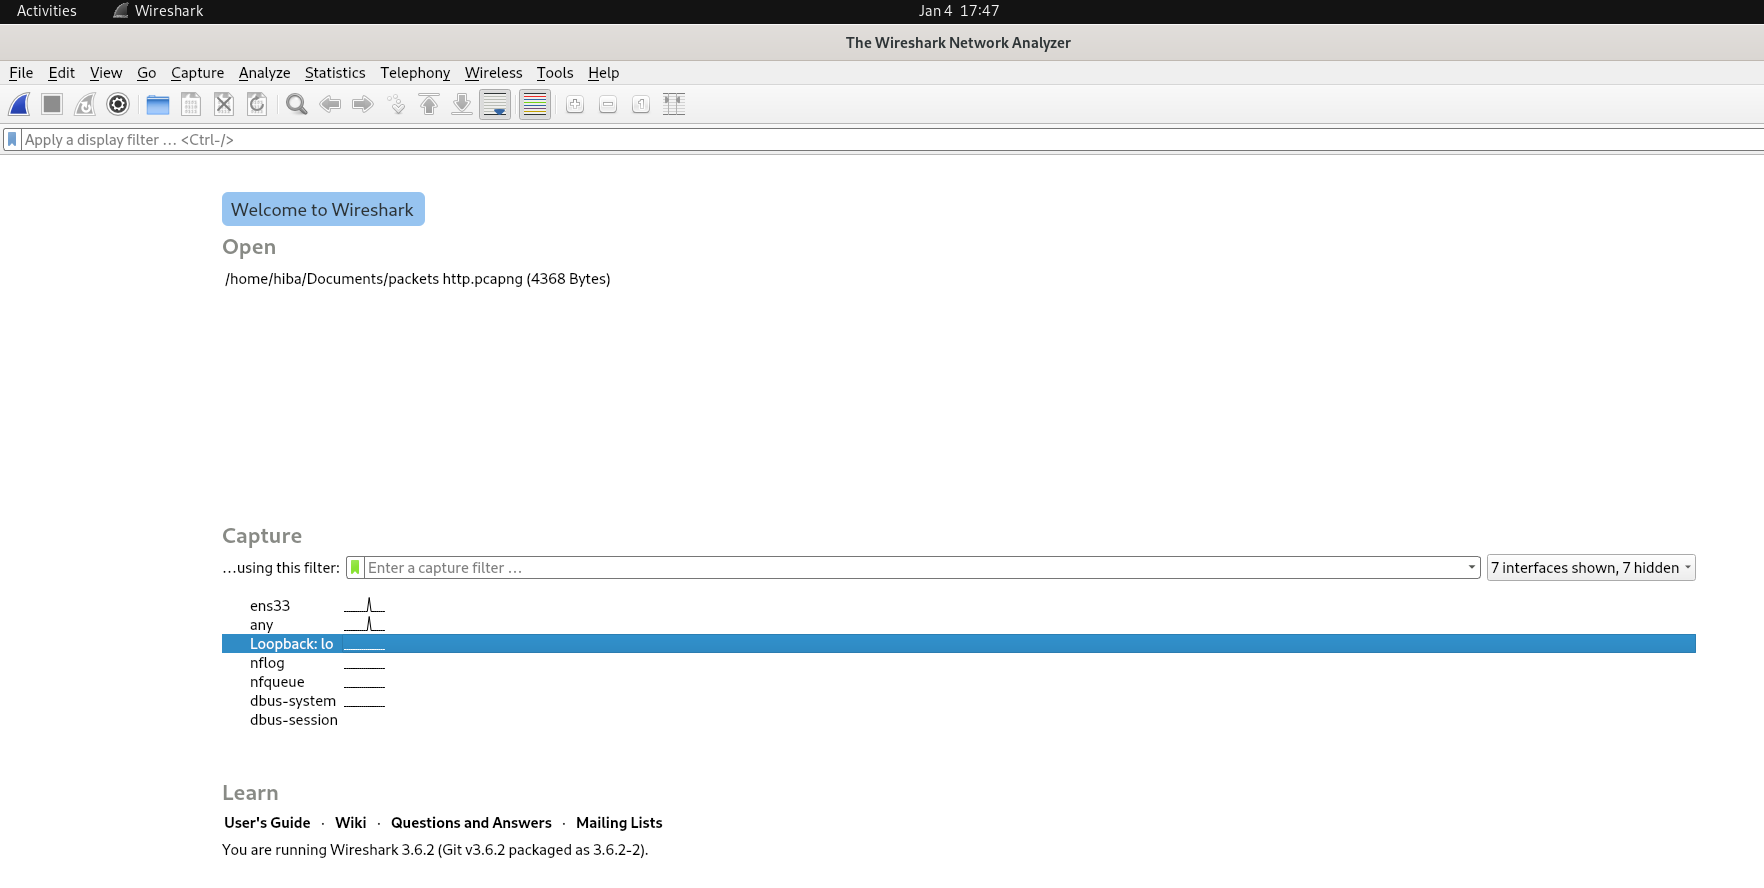 Activities Wireshark Jan 4 17:47
The Wireshark Network Analyzer
File Edit View Go Capture Analyze Statistics Telephony Wireless Tools Help
Apply a display filter … <Ctrl-/>
Welcome to Wireshark
Open
/home/hiba/Documents/packets http.pcapng (4368 Bytes)
Capture
…using this filter: Enter a capture filter … 7 interfaces shown, 7 hidden
ens33
any
Loopback: lo
nflog
nfqueue
dbus-system
dbus-session
Learn
User's Guide · Wiki · Questions and Answers · Mailing Lists
You are running Wireshark 3.6.2 (Git v3.6.2 packaged as 3.6.2-2).